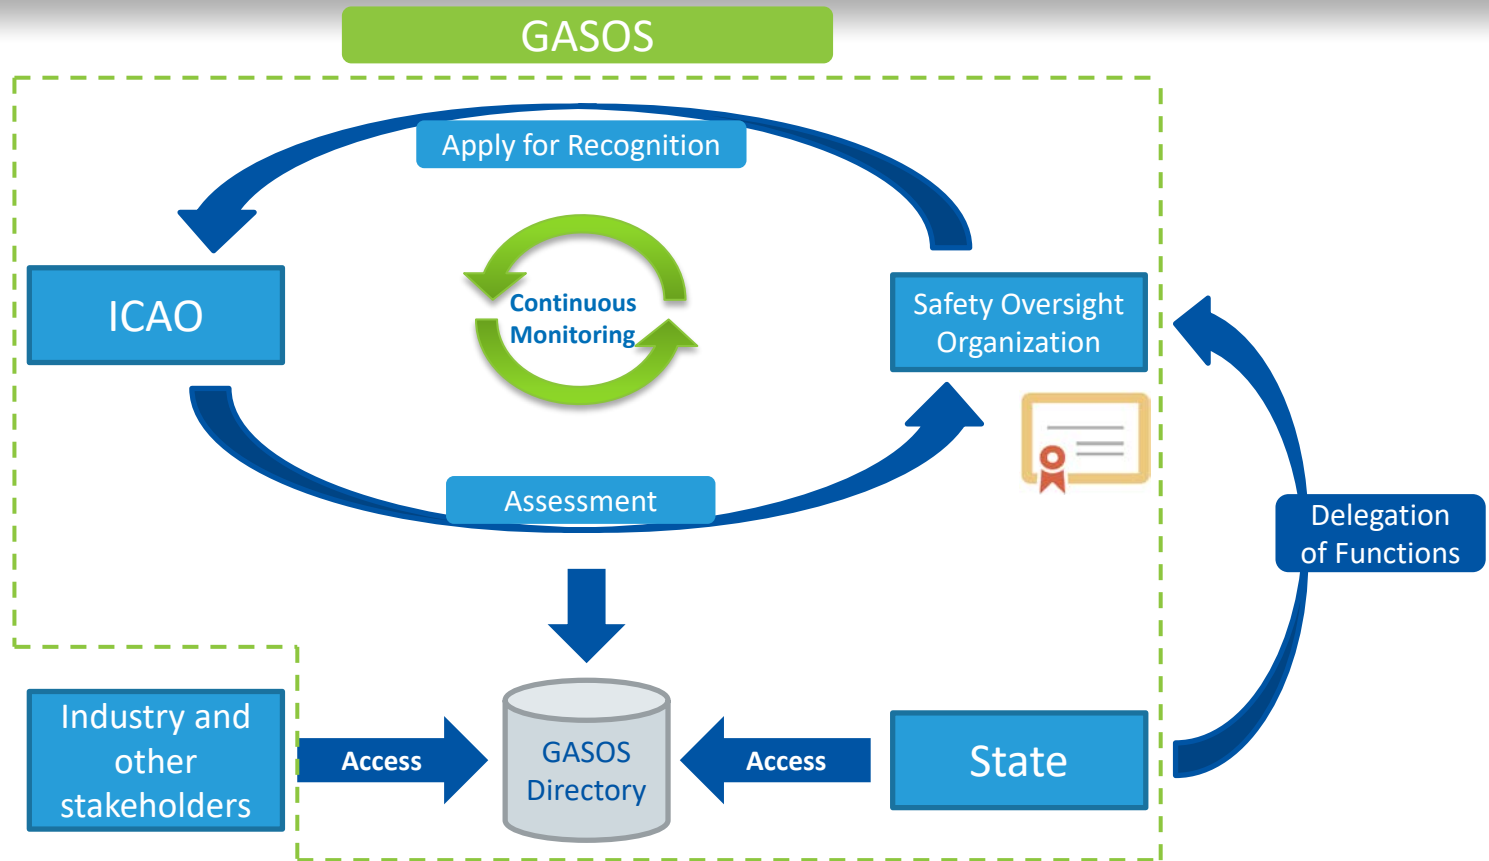 GASOS
Apply for Recognition
ICAO
Continuous
Monitoring
Safety Oversight
Organization
Assessment
Delegation
of Functions
Industry and
other
stakeholders
Access
GASOS
Directory
Access
State